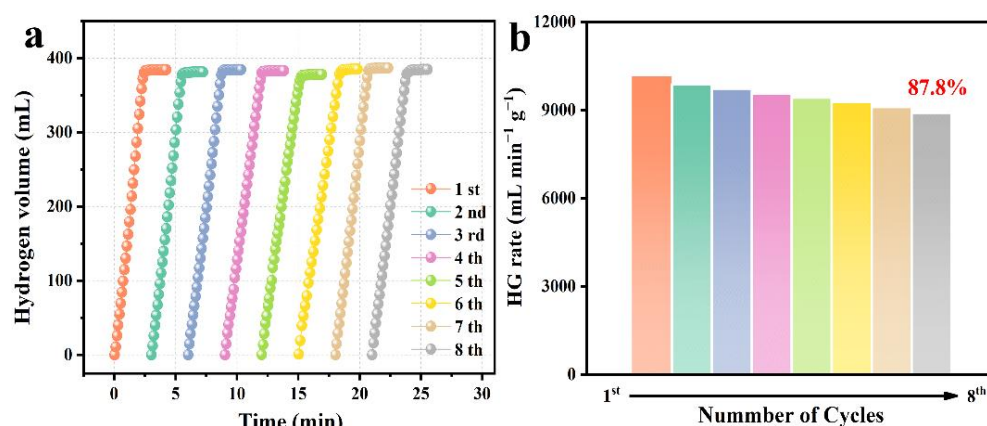 a
Hydrogen volume (mL)
400
300
200
100
0
0 5 10 15 20 25 30
Time (min)
1 st
2 nd
3 rd
4 th
5 th
6 th
7 th
8 th
b
HG rate (mL min⁻¹ g⁻¹)
12000
9000
6000
3000
0
87.8%
1st 8th
Nummber of Cycles